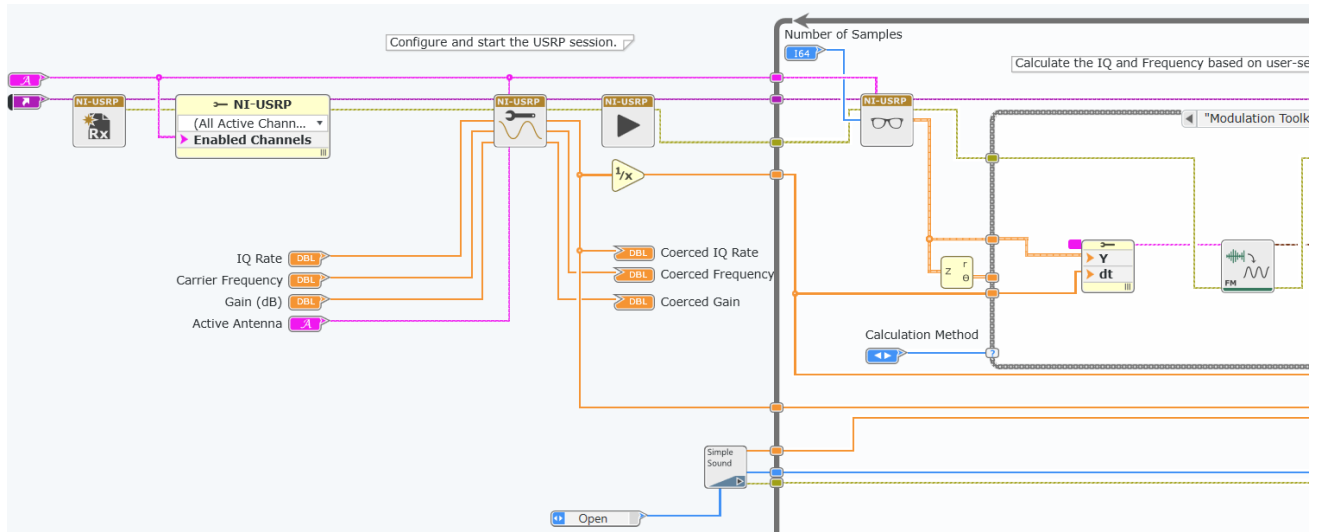 Configure and start the USRP session.
Number of Samples
I64
Calculate the IQ and Frequency based on user-se
NI-USRP
Rx
NI-USRP
(All Active Chann...
Enabled Channels
NI-USRP
NI-USRP
NI-USRP
"Modulation Toolk
1/x
IQ Rate
DBL
Carrier Frequency
DBL
Gain (dB)
DBL
Active Antenna
DBL
Coerced IQ Rate
DBL
Coerced Frequency
DBL
Coerced Gain
z
r
θ
Y
dt
FM
Calculation Method
?
Simple
Sound
Open